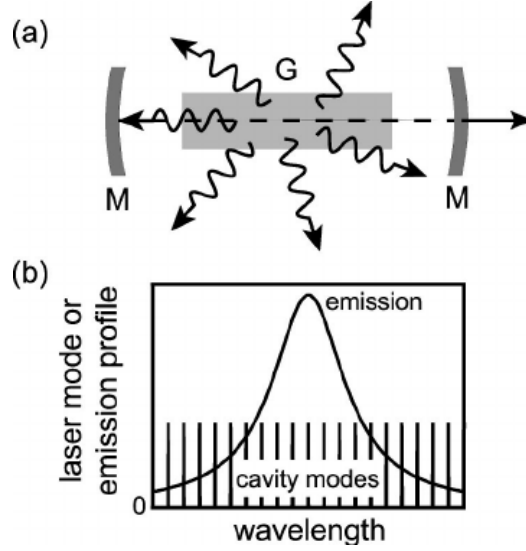 (a)
G
M
M
(b)
laser mode or
emission profile
emission
cavity modes
0
wavelength